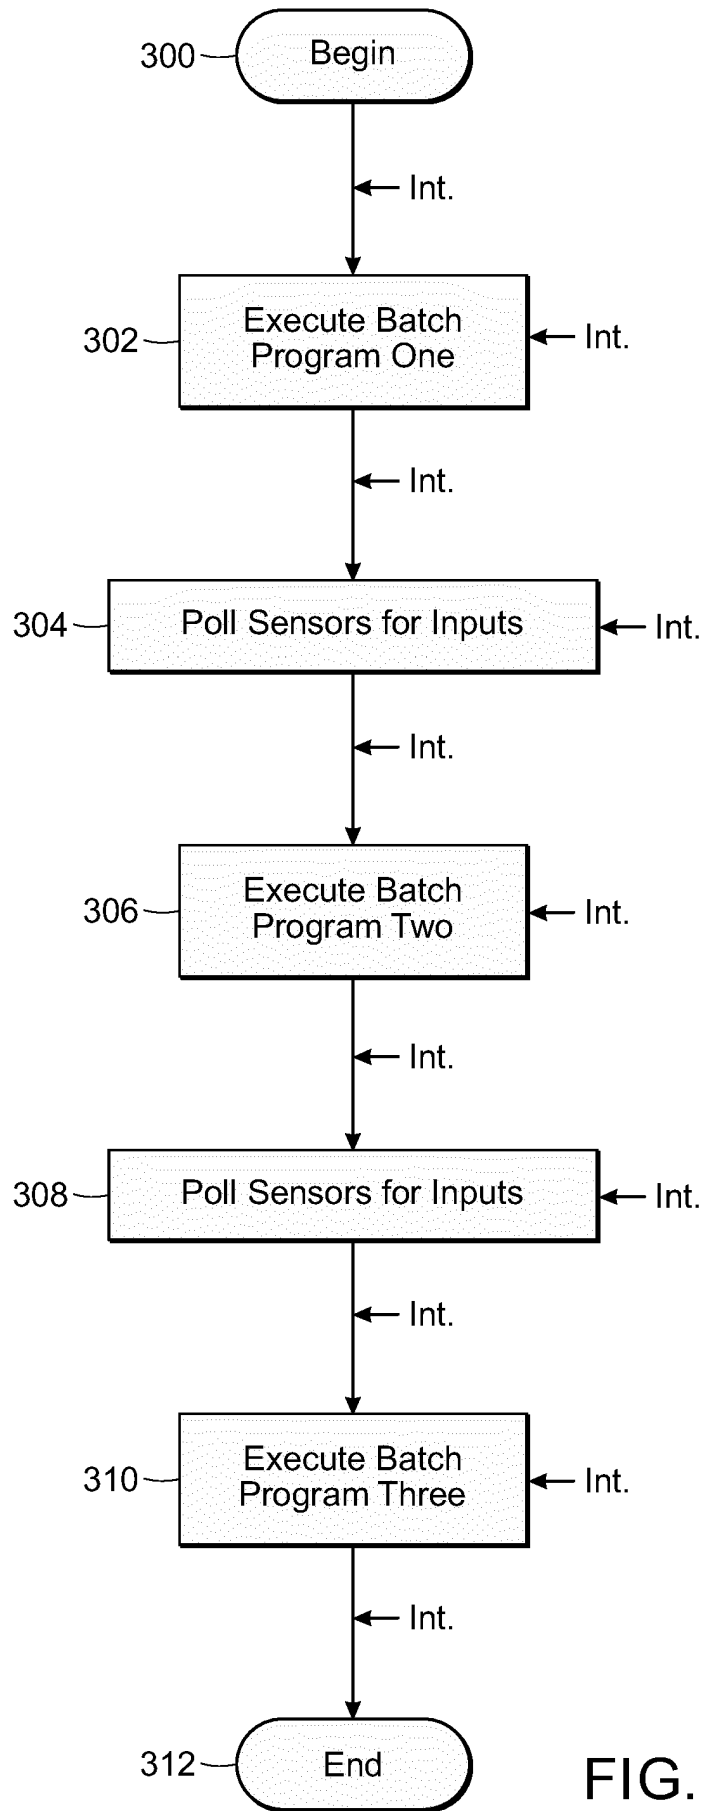 300
Begin
Int.
302
Execute Batch
Program One
Int.
Int.
304
Poll Sensors for Inputs
Int.
Int.
306
Execute Batch
Program Two
Int.
Int.
308
Poll Sensors for Inputs
Int.
Int.
310
Execute Batch
Program Three
Int.
Int.
312
End
FIG.